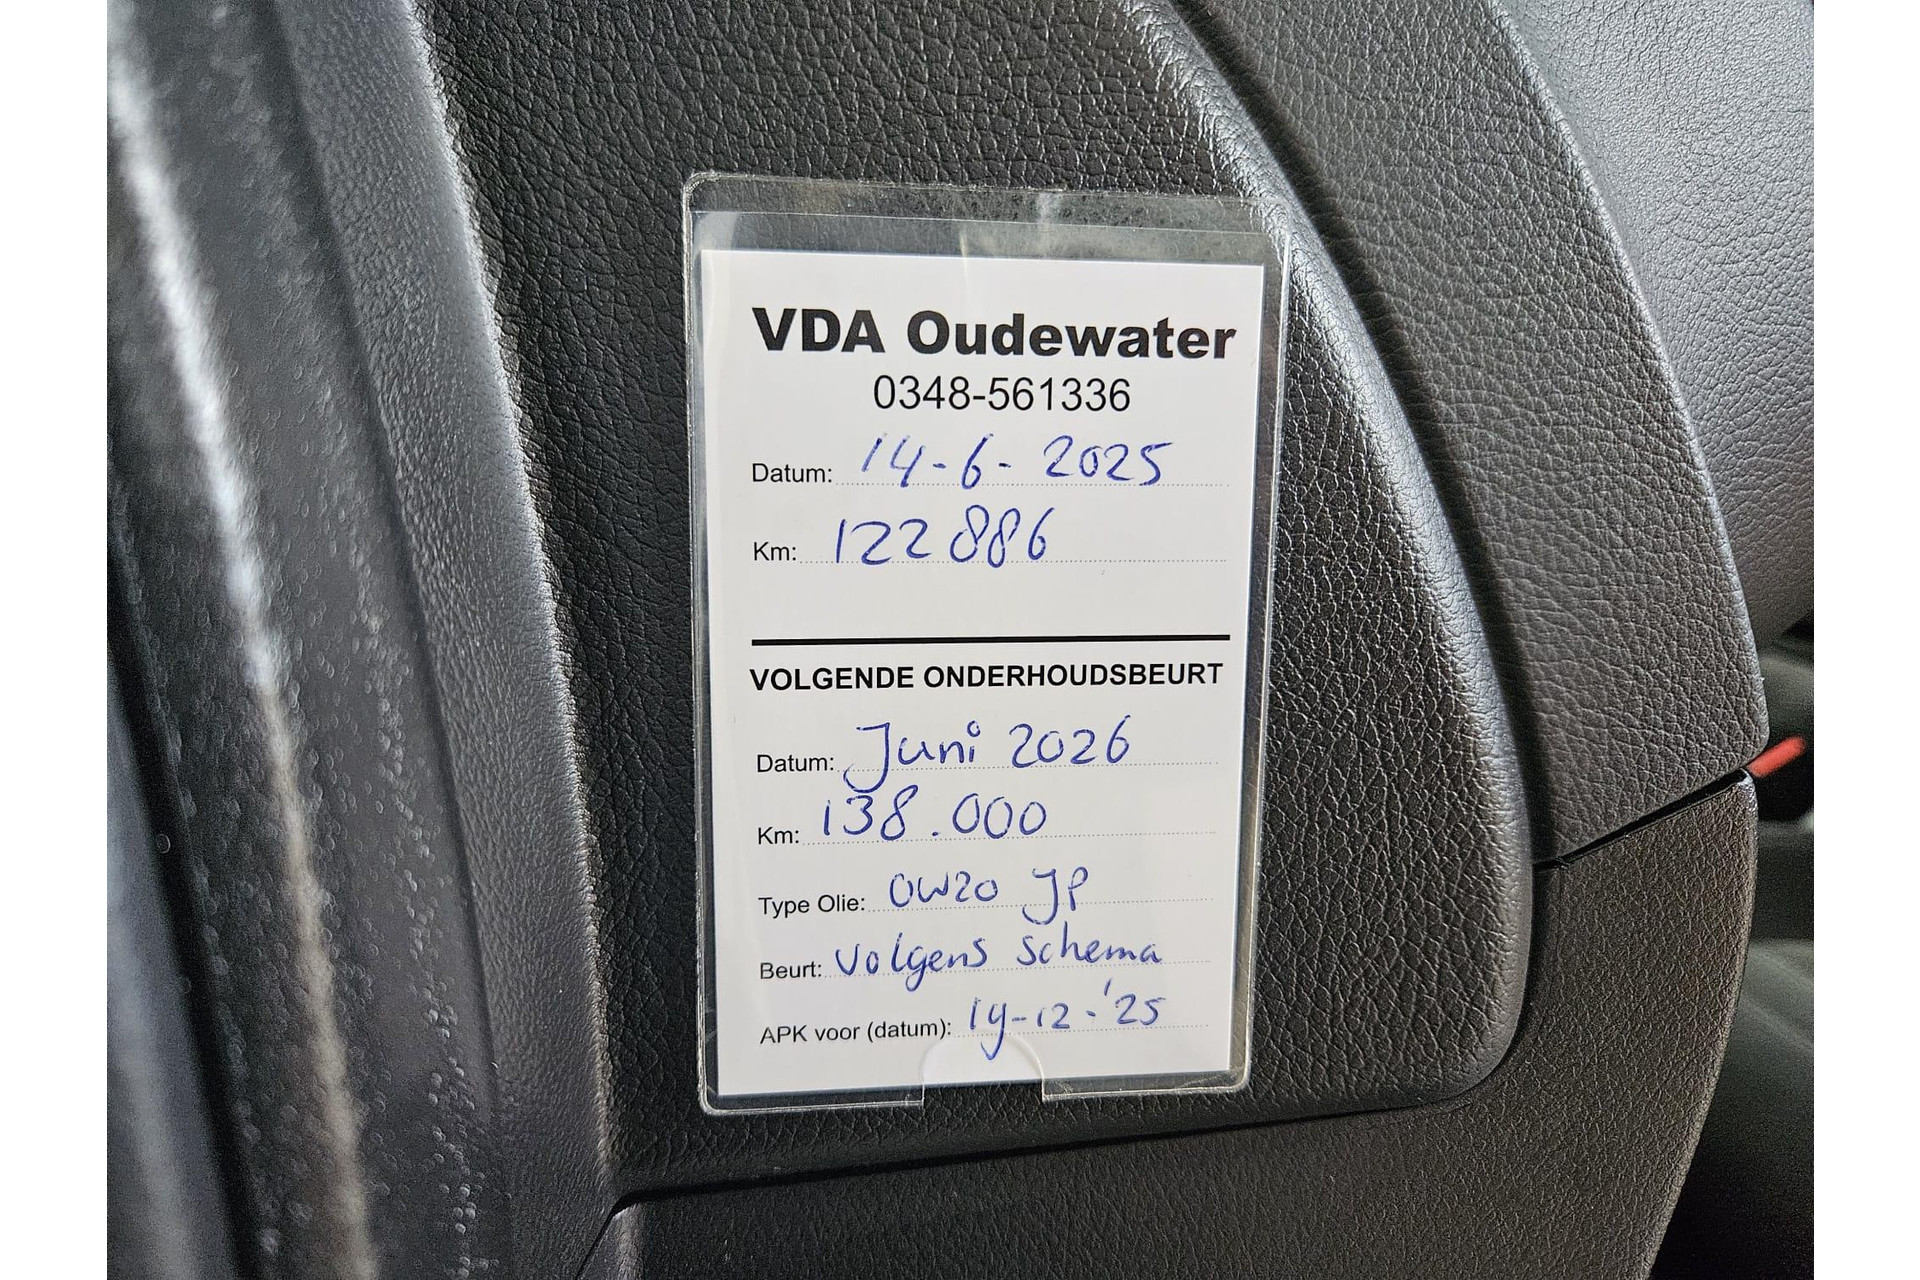 VDA Oudewater
0348-561336
Datum: 14-6-2025
Km: 122886
VOLGENDE ONDERHOUDSBEURT
Datum: Juni 2026
Km: 138.000
Type Olie: 0W20 JP
Beurt: Volgens schema
APK voor (datum): 19-12-'25